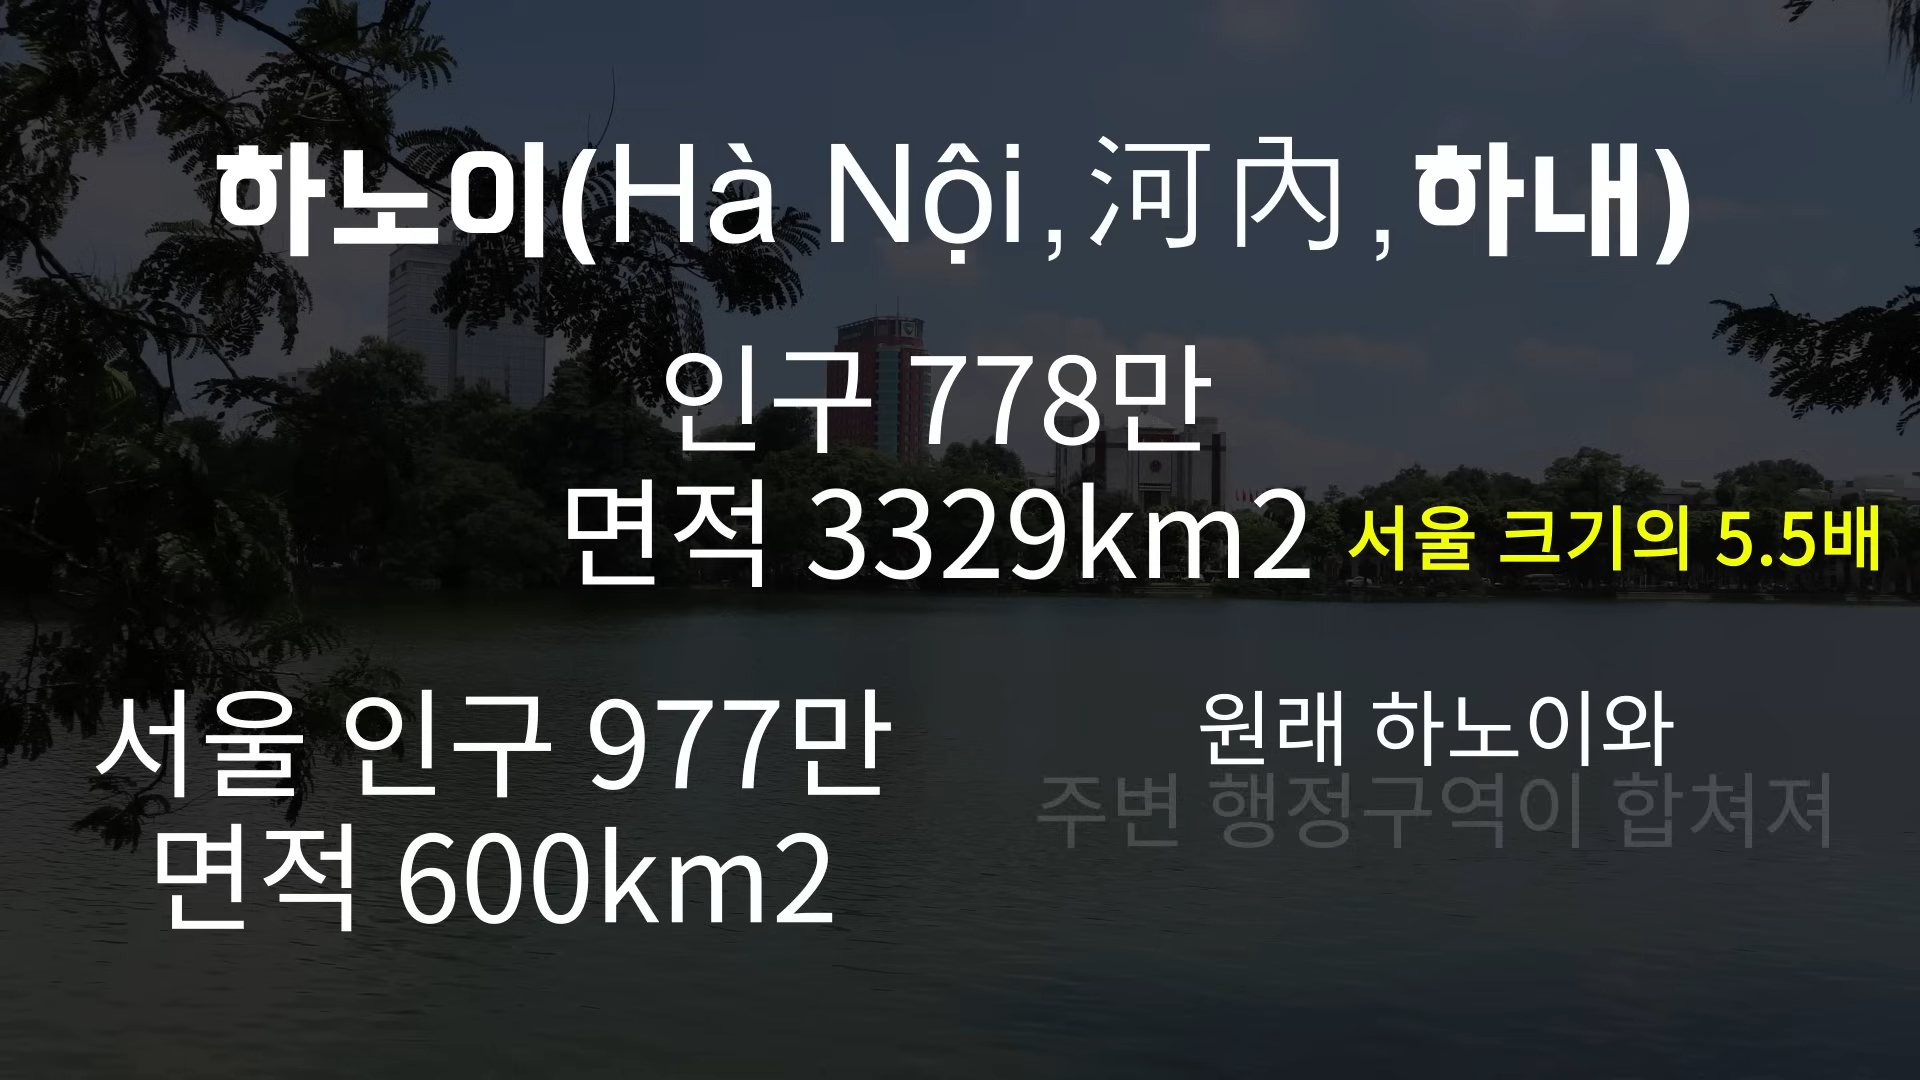 하노이(Hà Nội,河內,하내)
인구 778만
면적 3329km2 서울 크기의 5.5배
서울 인구 977만
면적 600km2
원래 하노이와
주변 행정구역이 합쳐져